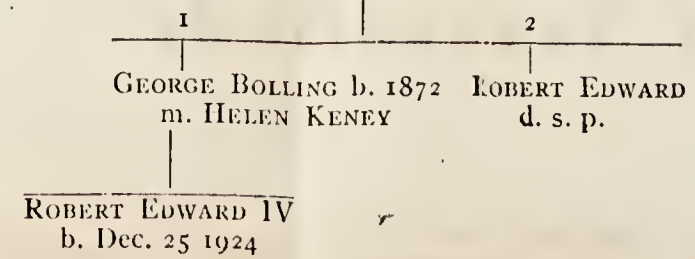 1 2
GEORGE BOLLING b. 1872 ROBERT EDWARD
m. HELEN KENEY d. s. p.
ROBERT EDWARD IV
b. Dec. 25 1924